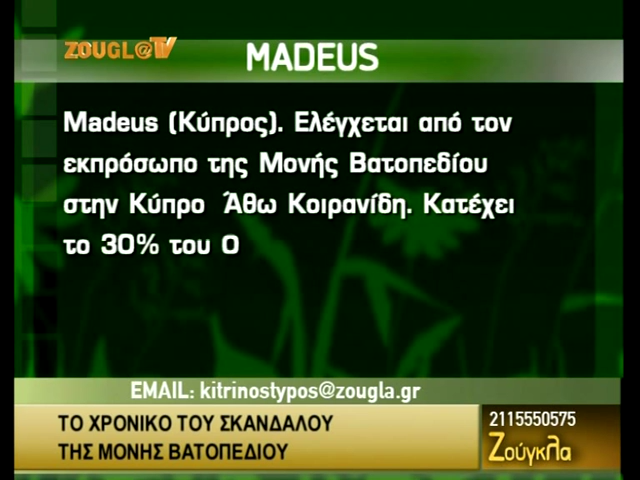 ZOUGL@TV
MADEUS
Madeus (Κύπρος). Ελέγχεται από τον
εκπρόσωπο της Μονής Βατοπεδίου
στην Κύπρο Άθω Κοιρανίδη. Κατέχει
το 30% του Ο
EMAIL: kitrinostypos@zougla.gr
ΤΟ ΧΡΟΝΙΚΟ ΤΟΥ ΣΚΑΝΔΑΛΟΥ
ΤΗΣ ΜΟΝΗΣ ΒΑΤΟΠΕΔΙΟΥ
2115550575
Ζούγκλα